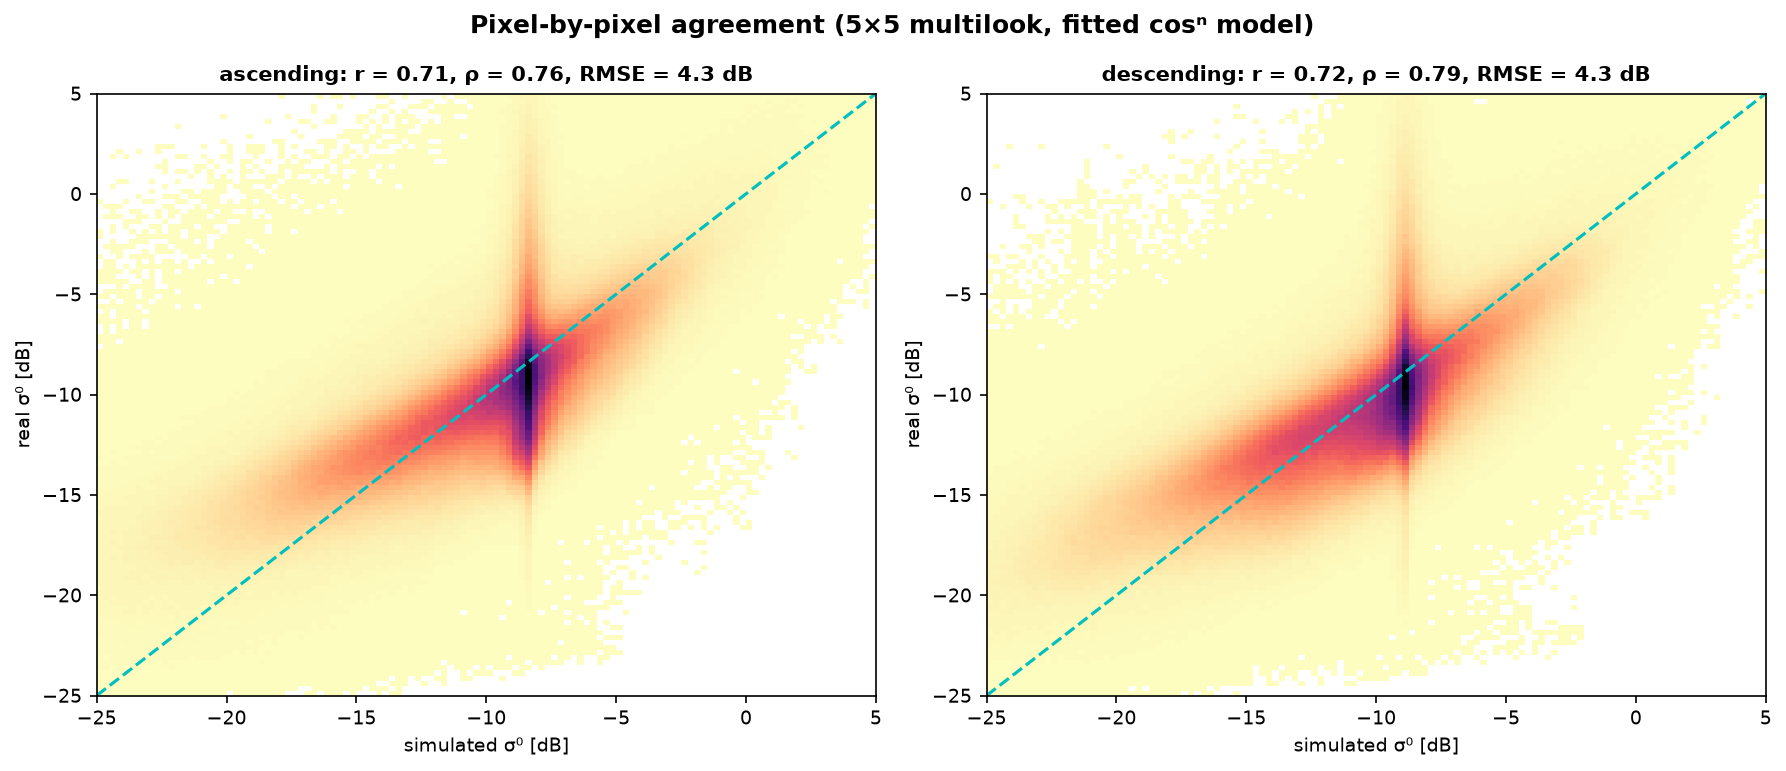 Pixel-by-pixel agreement (5×5 multilook, fitted cosⁿ model)
ascending: r = 0.71, ρ = 0.76, RMSE = 4.3 dB
5
0
−5
−10
−15
−20
−25
real σ⁰ [dB]
−25 −20 −15 −10 −5 0 5
simulated σ⁰ [dB]
descending: r = 0.72, ρ = 0.79, RMSE = 4.3 dB
5
0
−5
−10
−15
−20
−25
real σ⁰ [dB]
−25 −20 −15 −10 −5 0 5
simulated σ⁰ [dB]